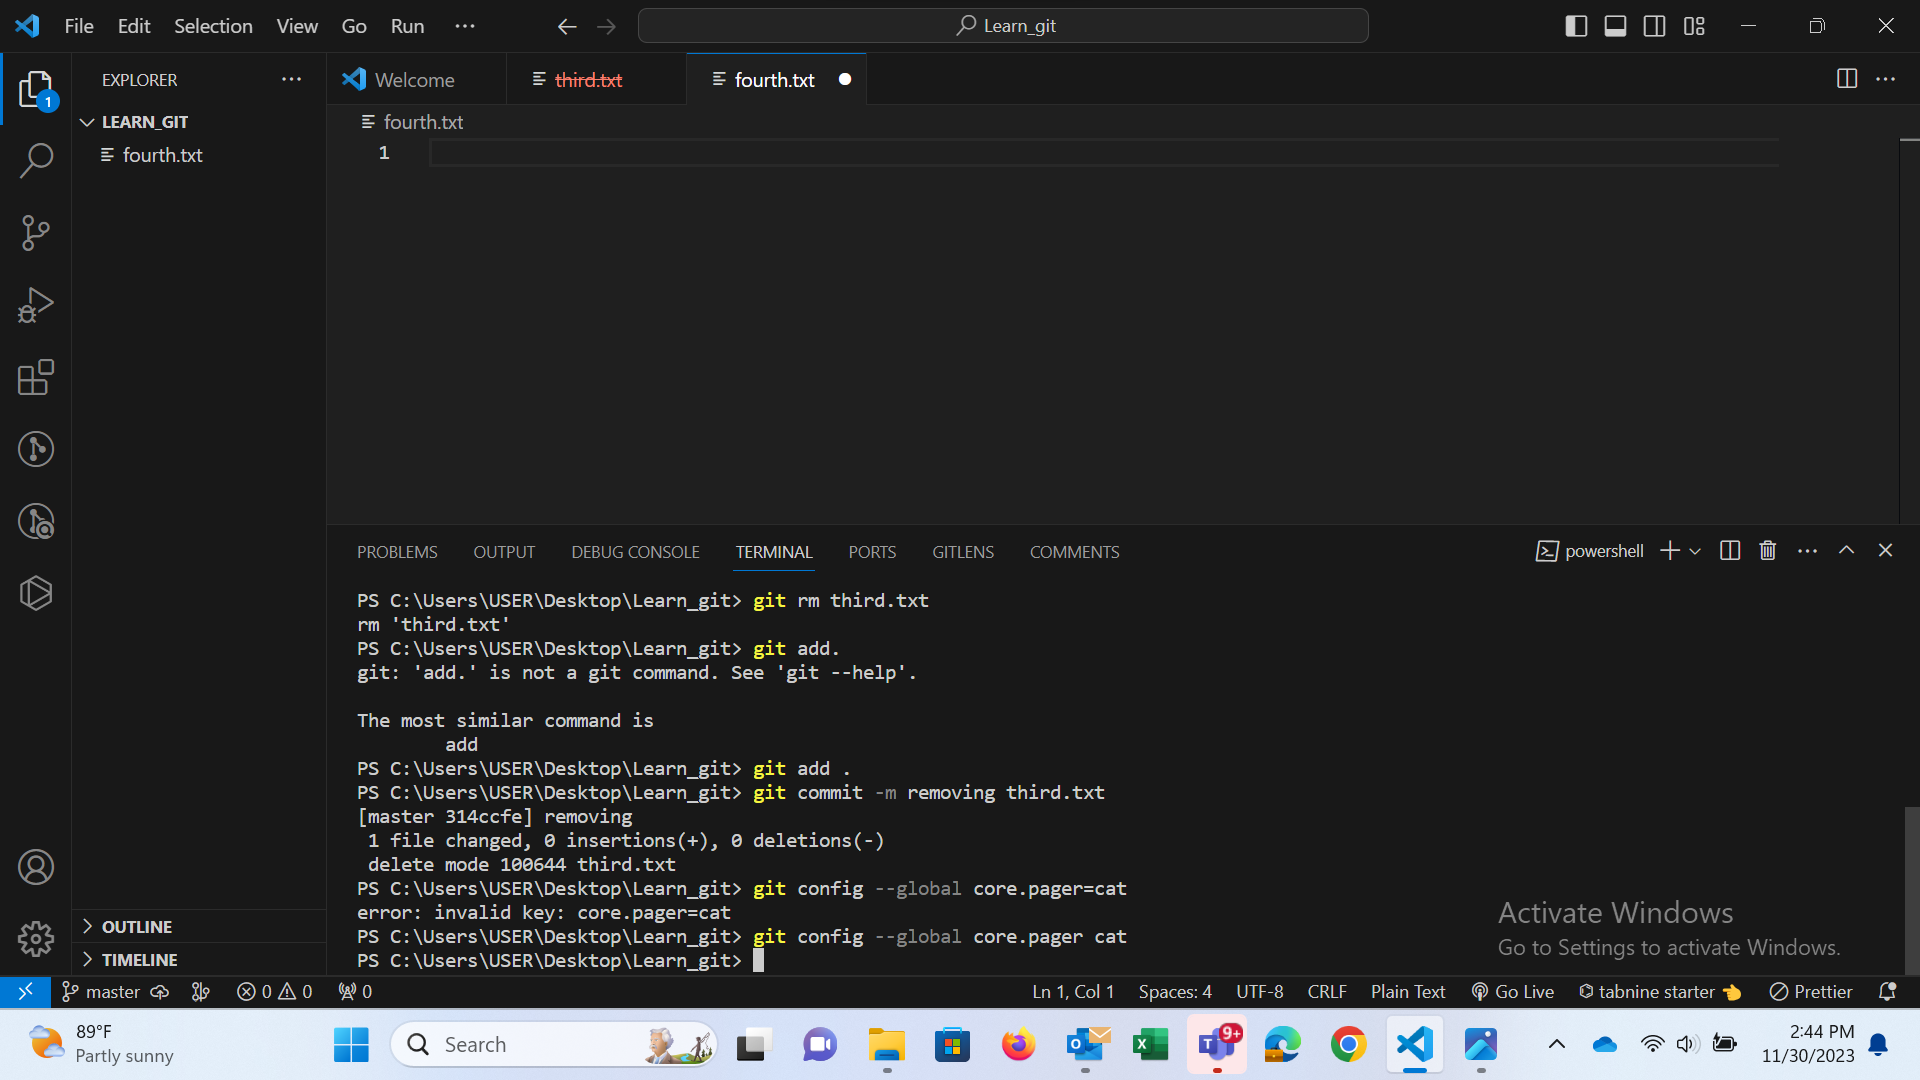 File Edit Selection View Go Run ··· Learn_git
EXPLORER ···
Welcome third.txt fourth.txt
LEARN_GIT
fourth.txt
1
fourth.txt
1
PROBLEMS OUTPUT DEBUG CONSOLE TERMINAL PORTS GITLENS COMMENTS powershell
PS C:\Users\USER\Desktop\Learn_git> git rm third.txt
rm 'third.txt'
PS C:\Users\USER\Desktop\Learn_git> git add.
git: 'add.' is not a git command. See 'git --help'.
The most similar command is
add
PS C:\Users\USER\Desktop\Learn_git> git add .
PS C:\Users\USER\Desktop\Learn_git> git commit -m removing third.txt
[master 314ccfe] removing
1 file changed, 0 insertions(+), 0 deletions(-)
delete mode 100644 third.txt
PS C:\Users\USER\Desktop\Learn_git> git config --global core.pager=cat
error: invalid key: core.pager=cat
PS C:\Users\USER\Desktop\Learn_git> git config --global core.pager cat
PS C:\Users\USER\Desktop\Learn_git>
OUTLINE
TIMELINE
Activate Windows
Go to Settings to activate Windows.
master 0 0 0 Ln 1, Col 1 Spaces: 4 UTF-8 CRLF Plain Text Go Live tabnine starter Prettier
89°F
Partly sunny
Search
9+
2:44 PM
11/30/2023